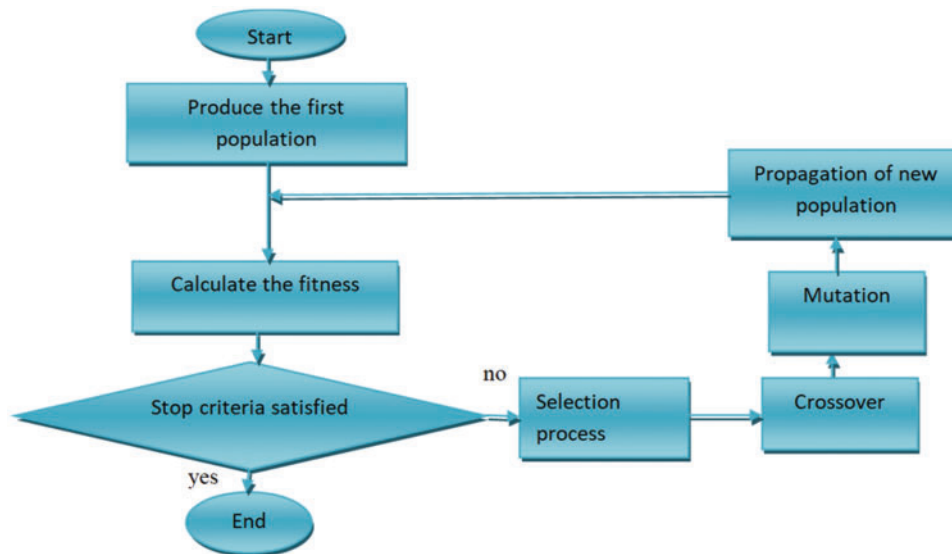 Start
Produce the first
population
Propagation of new
population
Calculate the fitness
Mutation
no
Stop criteria satisfied
Selection
process
Crossover
yes
End